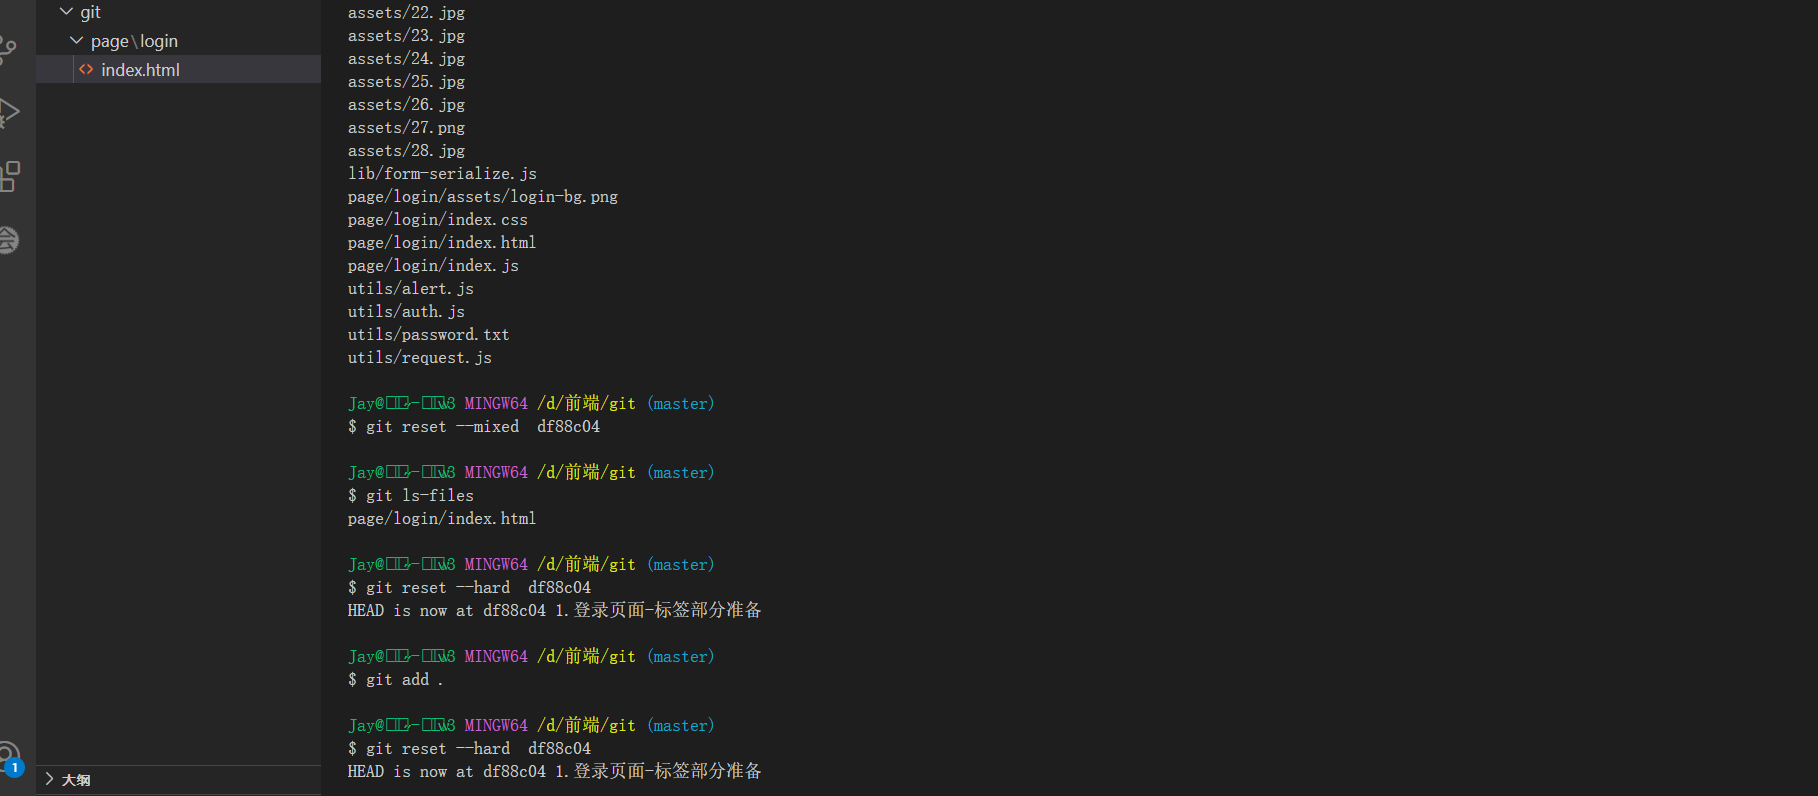 git
page\login
index.html
大纲
1
assets/22.jpg
assets/23.jpg
assets/24.jpg
assets/25.jpg
assets/26.jpg
assets/27.png
assets/28.jpg
lib/form-serialize.js
page/login/assets/login-bg.png
page/login/index.css
page/login/index.html
page/login/index.js
utils/alert.js
utils/auth.js
utils/password.txt
utils/request.js
Jay@ MINGW64 /d/前端/git (master)
$ git reset --mixed  df88c04
Jay@ MINGW64 /d/前端/git (master)
$ git ls-files
page/login/index.html
Jay@ MINGW64 /d/前端/git (master)
$ git reset --hard  df88c04
HEAD is now at df88c04 1.登录页面-标签部分准备
Jay@ MINGW64 /d/前端/git (master)
$ git add .
Jay@ MINGW64 /d/前端/git (master)
$ git reset --hard  df88c04
HEAD is now at df88c04 1.登录页面-标签部分准备